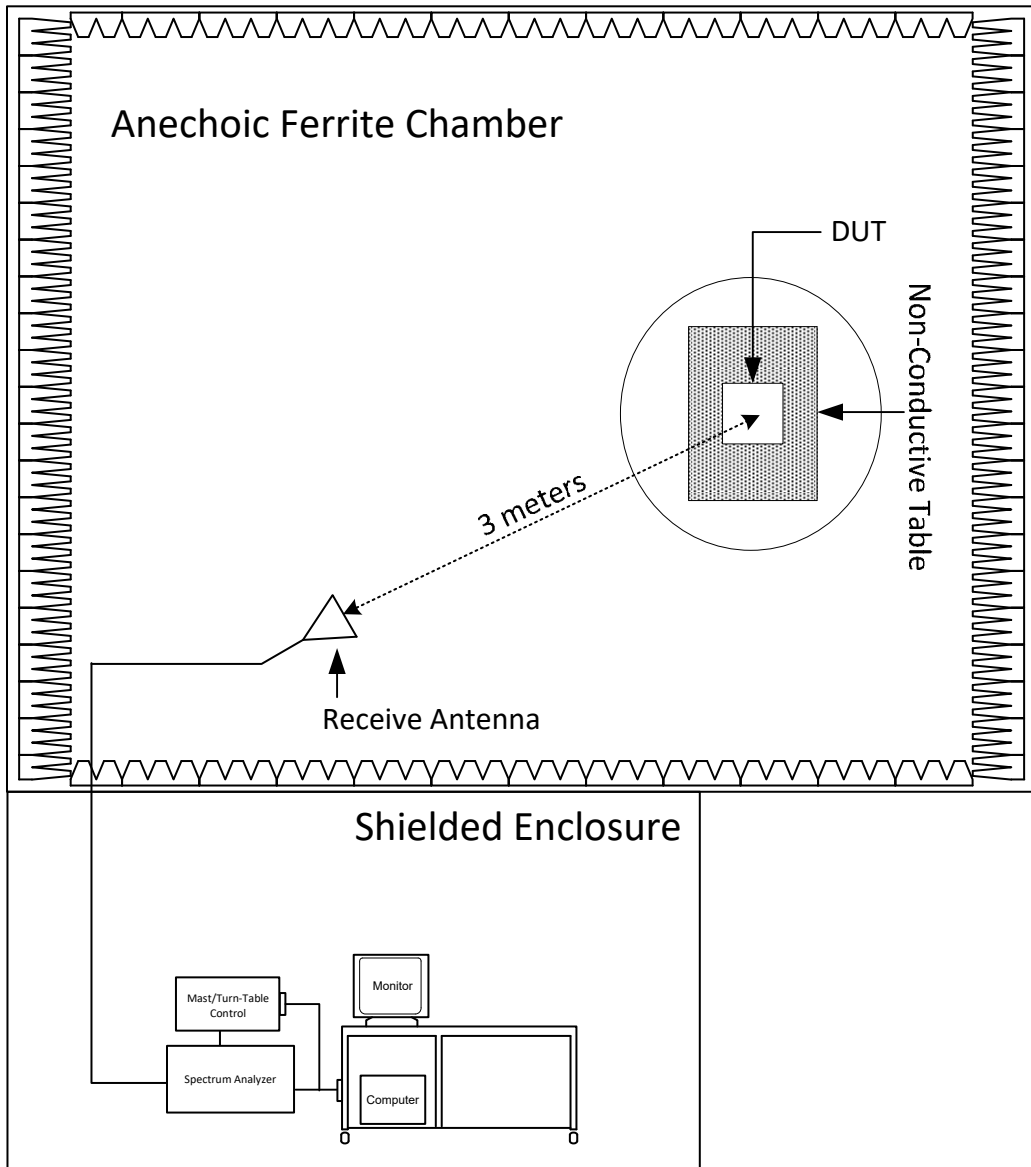 Anechoic Ferrite Chamber
DUT
Non-Conductive Table
3 meters
Receive Antenna
Shielded Enclosure
Monitor
Mast/Turn-Table
Control
Spectrum Analyzer
Computer